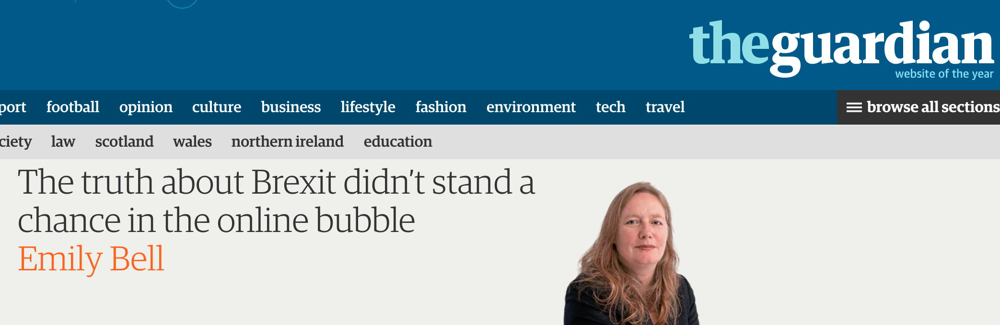 theguardian
website of the year
port football opinion culture business lifestyle fashion environment tech travel browse all sections
ciety law scotland wales northern ireland education
The truth about Brexit didn’t stand a
chance in the online bubble
Emily Bell